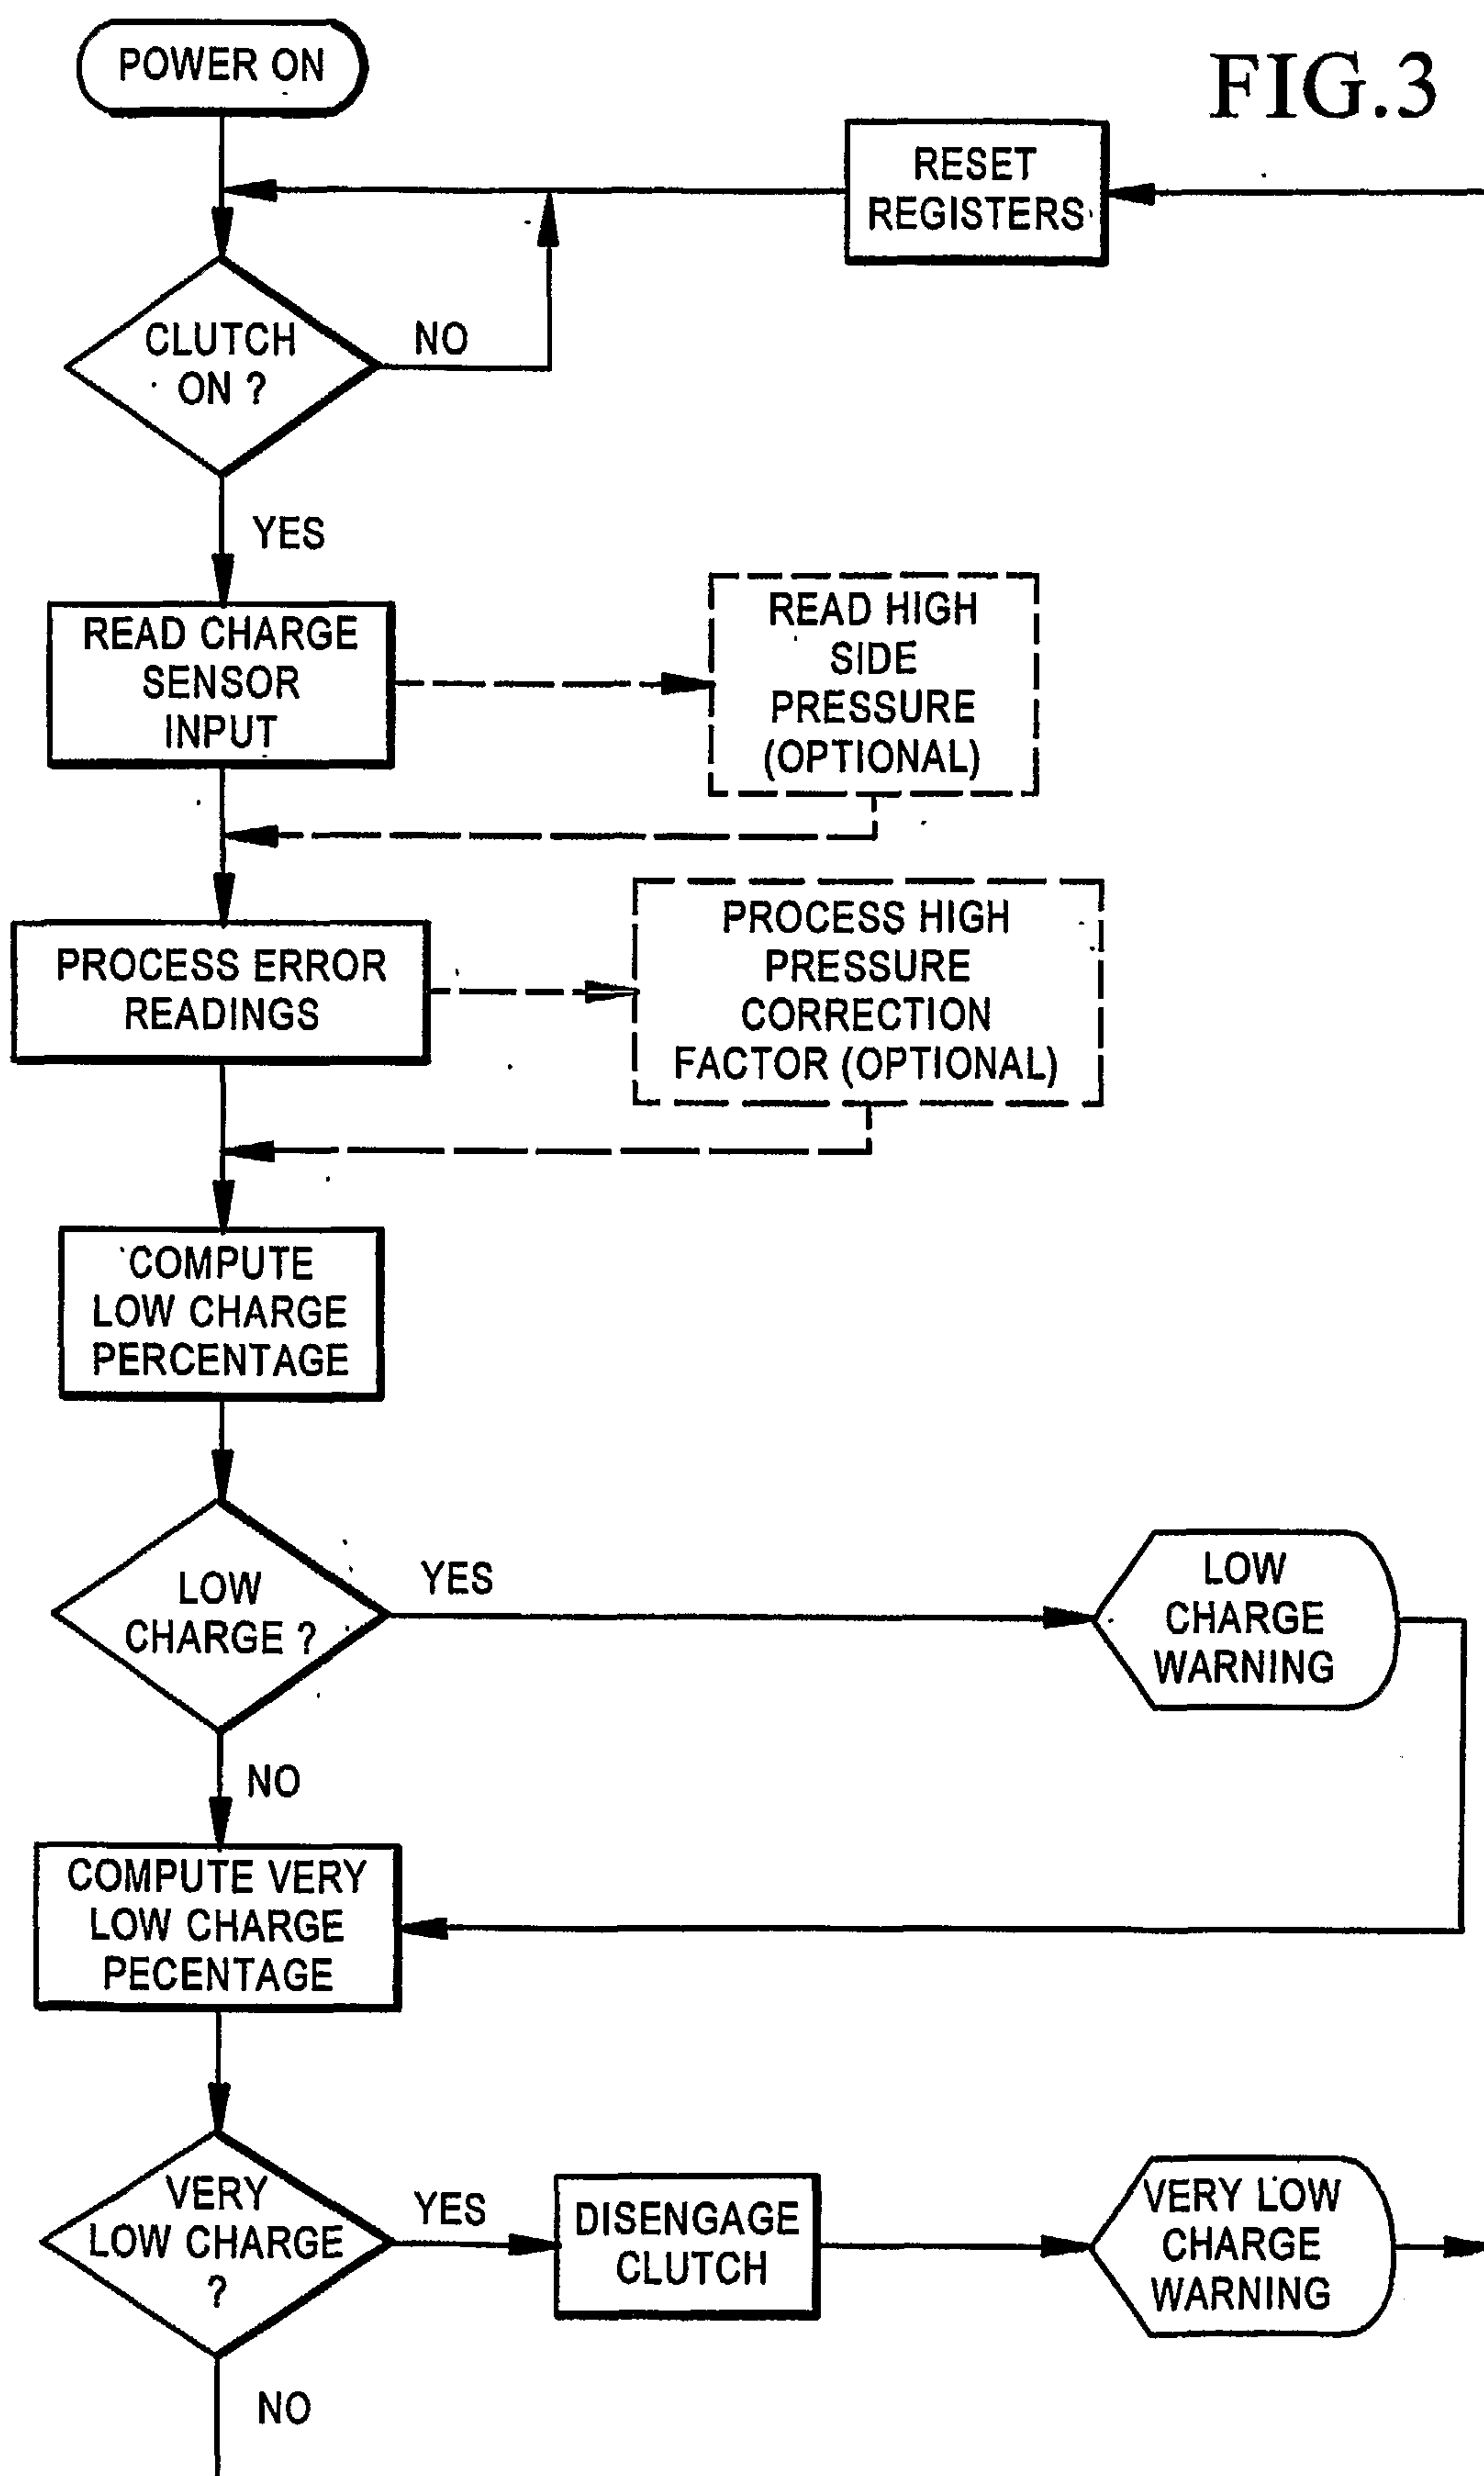 POWER ON
FIG.3
RESET
REGISTERS
CLUTCH
ON ?
NO
YES
READ CHARGE
SENSOR
INPUT
READ HIGH
SIDE
PRESSURE
(OPTIONAL)
PROCESS ERROR
READINGS
PROCESS HIGH
PRESSURE
CORRECTION
FACTOR (OPTIONAL)
COMPUTE
LOW CHARGE
PERCENTAGE
LOW
CHARGE ?
YES
LOW
CHARGE
WARNING
NO
COMPUTE VERY
LOW CHARGE
PECENTAGE
VERY
LOW CHARGE
?
YES
DISENGAGE
CLUTCH
VERY LOW
CHARGE
WARNING
NO